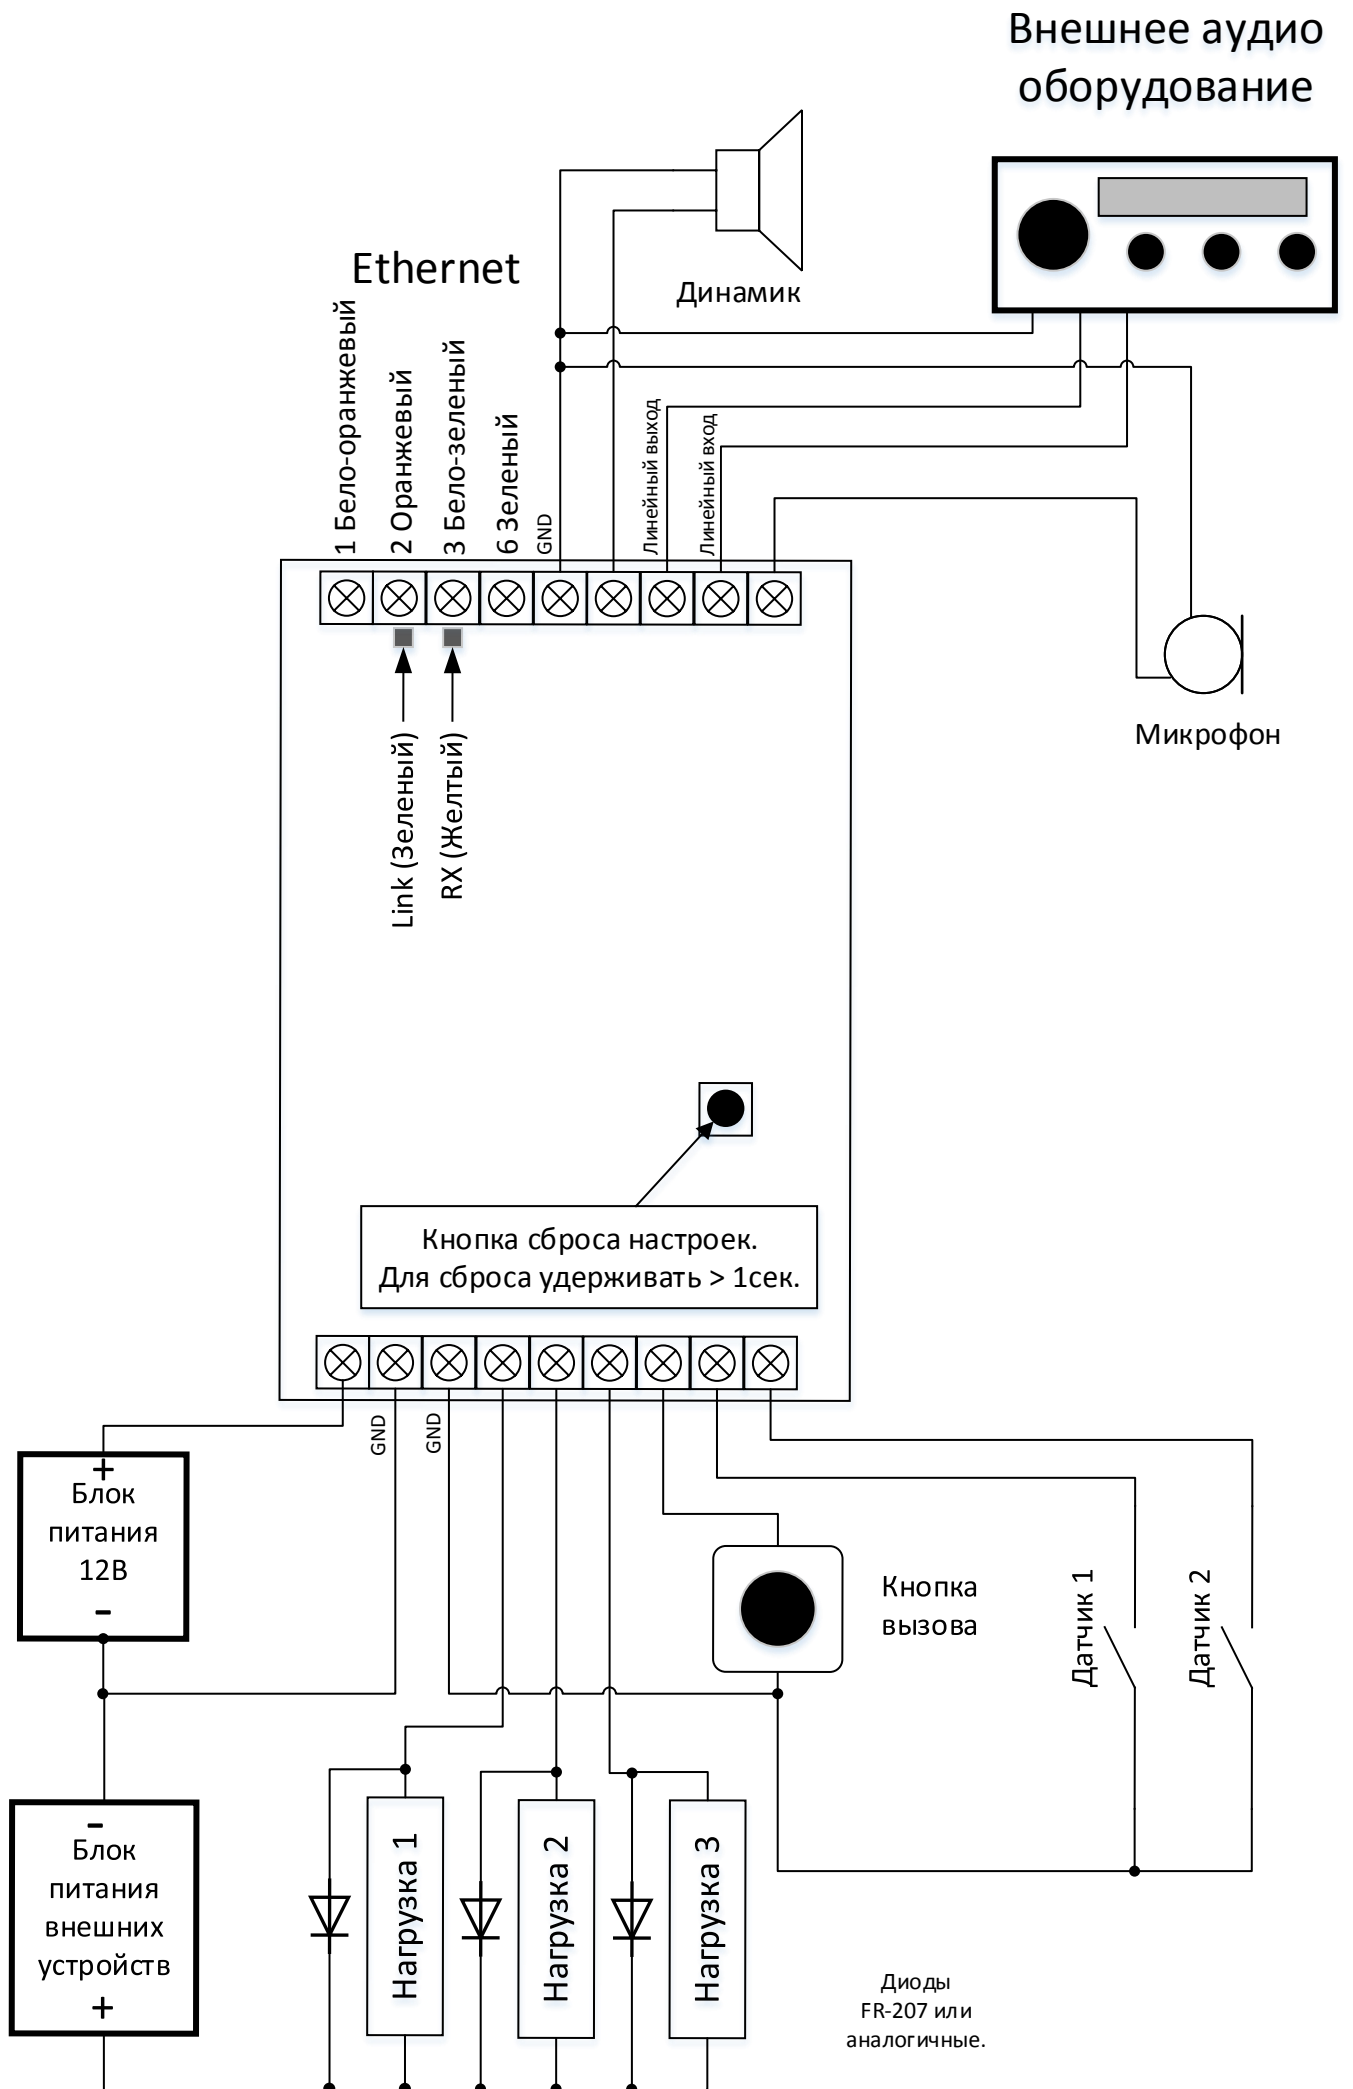 Внешнее аудио
оборудование
Динамик
Ethernet
1 Бело-оранжевый
2 Оранжевый
3 Бело-зеленый
6 Зеленый
GND
Линейный выход
Линейный вход
Микрофон
Link (Зеленый)
RX (Желтый)
Кнопка сброса настроек.
Для сброса удерживать > 1сек.
GND
GND
+
Блок
питания
12В
-
Кнопка
вызова
Датчик 1
Датчик 2
-
Блок
питания
внешних
устройств
+
Нагрузка 1
Нагрузка 2
Нагрузка 3
Диоды
FR-207 или
аналогичные.